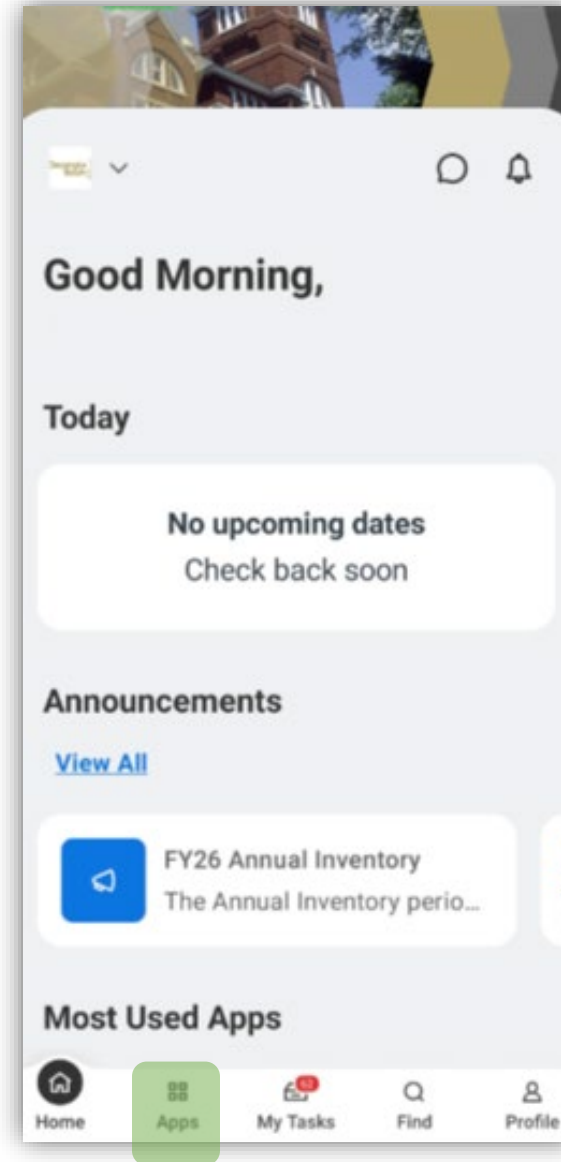 Good Morning,
Today
No upcoming dates
Check back soon
Announcements
View All
FY26 Annual Inventory
The Annual Inventory perio...
Most Used Apps
Home Apps My Tasks Find Profile